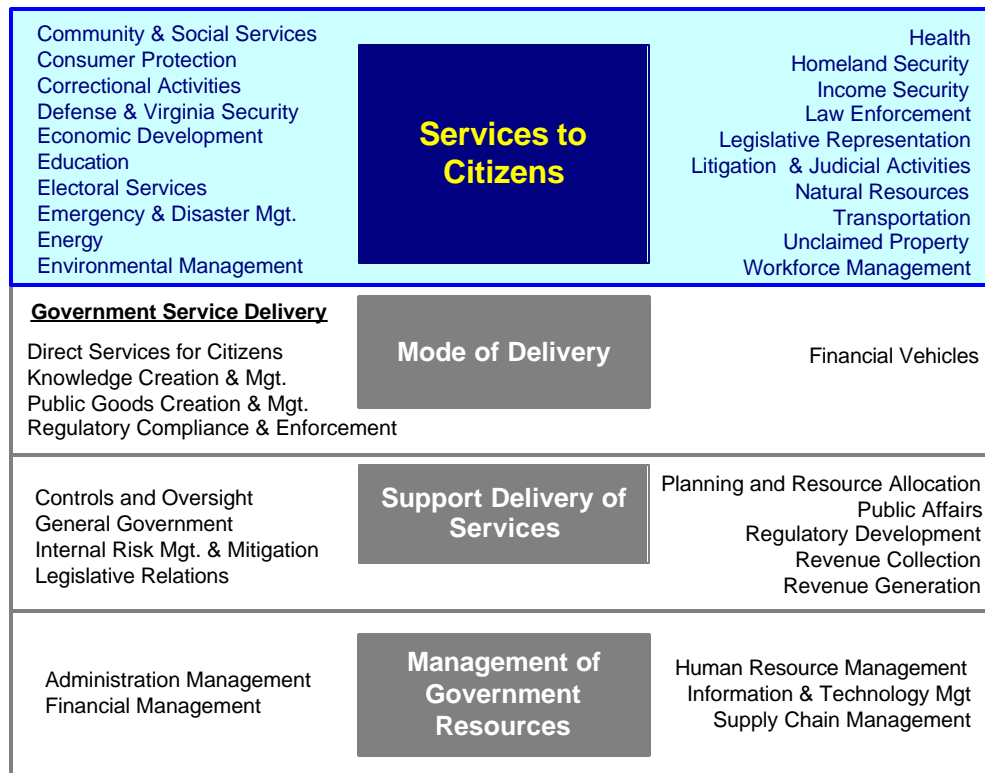 Community & Social Services
Consumer Protection
Correctional Activities
Defense & Virginia Security
Economic Development
Education
Electoral Services
Emergency & Disaster Mgt.
Energy
Environmental Management
Services to
Citizens
Health
Homeland Security
Income Security
Law Enforcement
Legislative Representation
Litigation & Judicial Activities
Natural Resources
Transportation
Unclaimed Property
Workforce Management
Government Service Delivery
Direct Services for Citizens
Knowledge Creation & Mgt.
Public Goods Creation & Mgt.
Regulatory Compliance & Enforcement
Mode of Delivery
Financial Vehicles
Controls and Oversight
General Government
Internal Risk Mgt. & Mitigation
Legislative Relations
Support Delivery of
Services
Planning and Resource Allocation
Public Affairs
Regulatory Development
Revenue Collection
Revenue Generation
Administration Management
Financial Management
Management of
Government
Resources
Human Resource Management
Information & Technology Mgt
Supply Chain Management